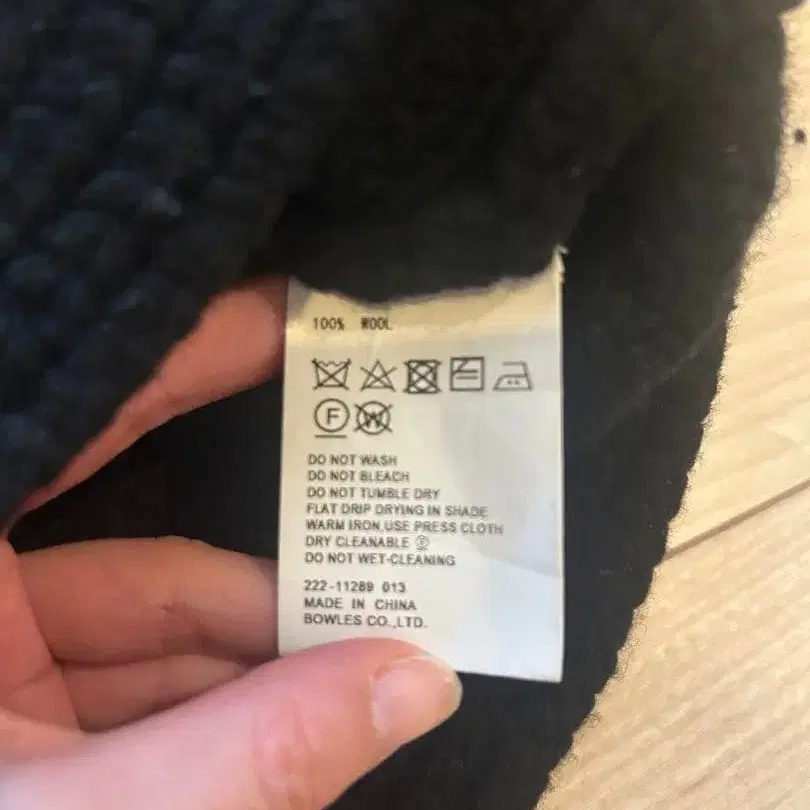 100% WOOL
F W
DO NOT WASH
DO NOT BLEACH
DO NOT TUMBLE DRY
FLAT DRIP DRYING IN SHADE
WARM IRON,USE PRESS CLOTH
DRY CLEANABLE Ⓕ
DO NOT WET-CLEANING
222-11289 013
MADE IN CHINA
BOWLES CO.,LTD.